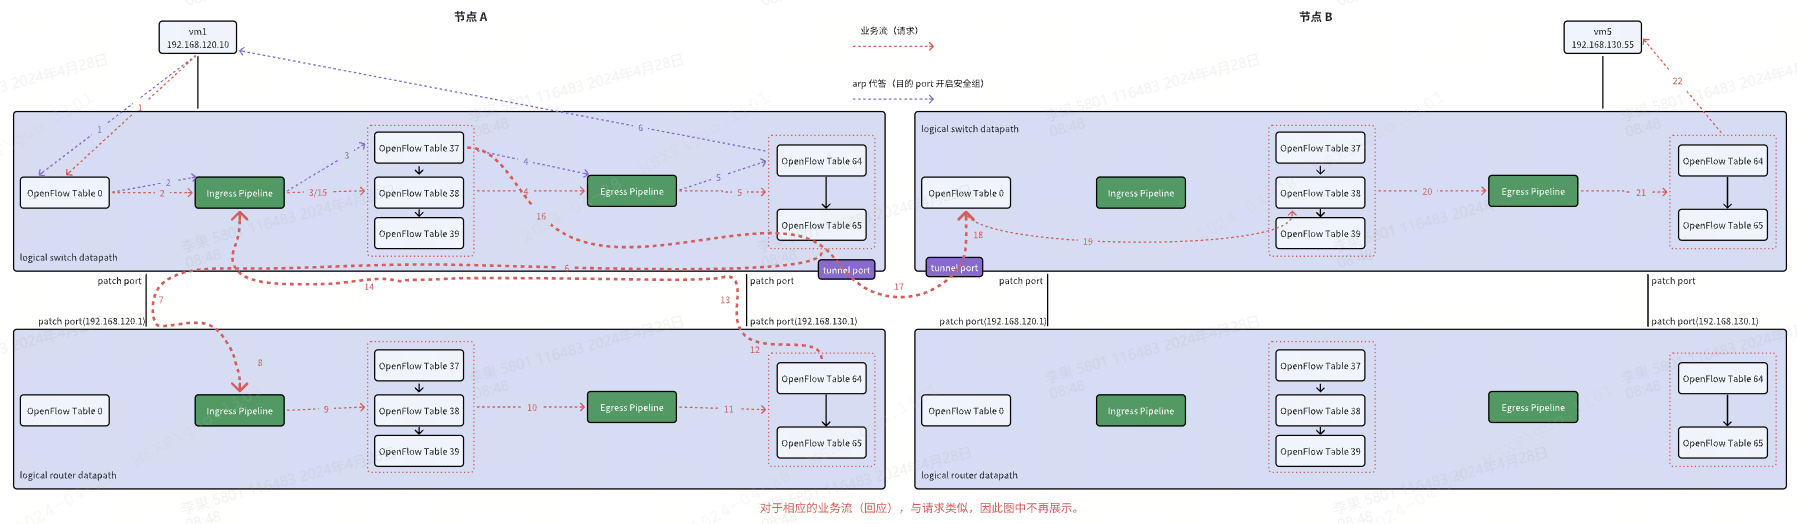 节点 A
节点 B
vm1
192.168.120.10
业务流（请求）
arp 代答（目的 port 开启安全组）
vm5
192.168.130.55
22
1
1
6
logical switch datapath
OpenFlow Table 0
2
2
Ingress Pipeline
3
3/15
OpenFlow Table 37
OpenFlow Table 38
OpenFlow Table 39
4
4
16
Egress Pipeline
5
5
OpenFlow Table 64
OpenFlow Table 65
logical switch datapath
tunnel port
OpenFlow Table 0
Ingress Pipeline
OpenFlow Table 37
OpenFlow Table 38
OpenFlow Table 39
18
19
20
Egress Pipeline
21
OpenFlow Table 64
OpenFlow Table 65
tunnel port
17
6
14
7
13
12
patch port
patch port(192.168.120.1)
patch port
patch port(192.168.130.1)
patch port
patch port(192.168.120.1)
patch port
patch port(192.168.130.1)
8
OpenFlow Table 0
Ingress Pipeline
9
OpenFlow Table 37
OpenFlow Table 38
OpenFlow Table 39
10
Egress Pipeline
11
OpenFlow Table 64
OpenFlow Table 65
logical router datapath
OpenFlow Table 0
Ingress Pipeline
OpenFlow Table 37
OpenFlow Table 38
OpenFlow Table 39
Egress Pipeline
OpenFlow Table 64
OpenFlow Table 65
logical router datapath
对于相应的业务流（回应），与请求类似，因此图中不再展示。
李果 5801 116483 2024年4月28日
08:48